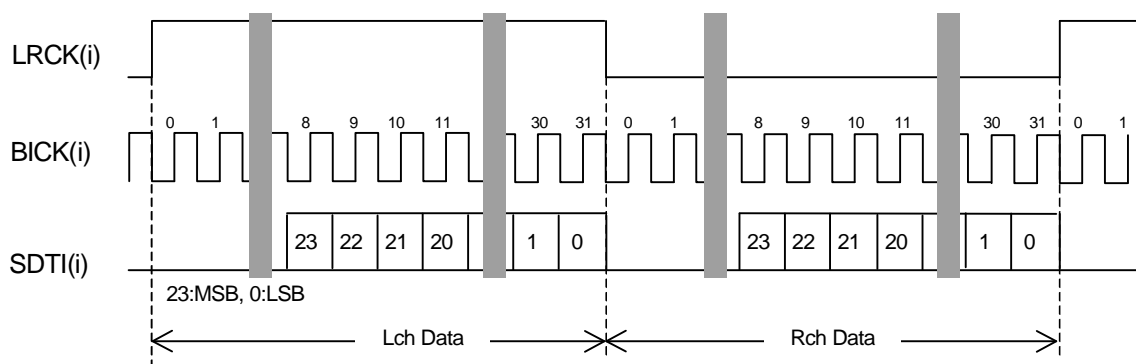 LRCK(i)
0 1 8 9 10 11 30 31 0 1 8 9 10 11 30 31 0 1
BICK(i)
23 22 21 20 1 0 23 22 21 20 1 0
SDTI(i)
23:MSB, 0:LSB
Lch Data Rch Data